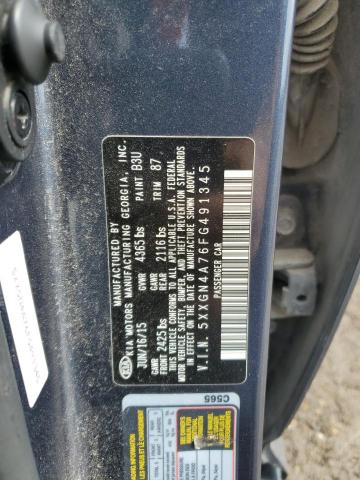 KIA
MANUFACTURED BY
KIA MOTORS MANUFACTURING GEORGIA, INC.
JUN/16/15 GVWR 4365 lbs PAINT B3U
GAWR FRONT 2425 lbs GAWR REAR 2116 lbs TRIM 87
THIS VEHICLE CONFORMS TO ALL APPLICABLE
U.S. FEDERAL MOTOR VEHICLE
SAFETY, BUMPER, AND
THEFT PREVENTION STANDARDS
IN EFFECT ON THE DATE OF
MANUFACTURE SHOWN ABOVE.
V.I.N. 5XXGN4A76FG491345
PASSENGER CAR
C565